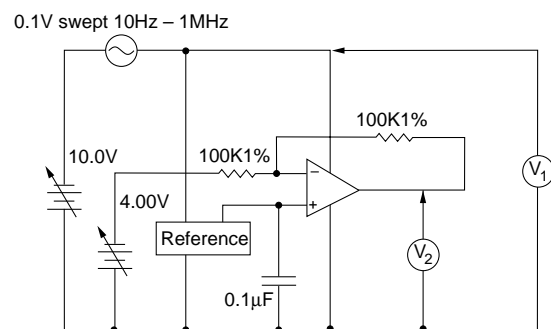 0.1V swept 10Hz – 1MHz
100K1%
100K1%
10.0V
4.00V
V1
−
+
Reference
V2
0.1µF